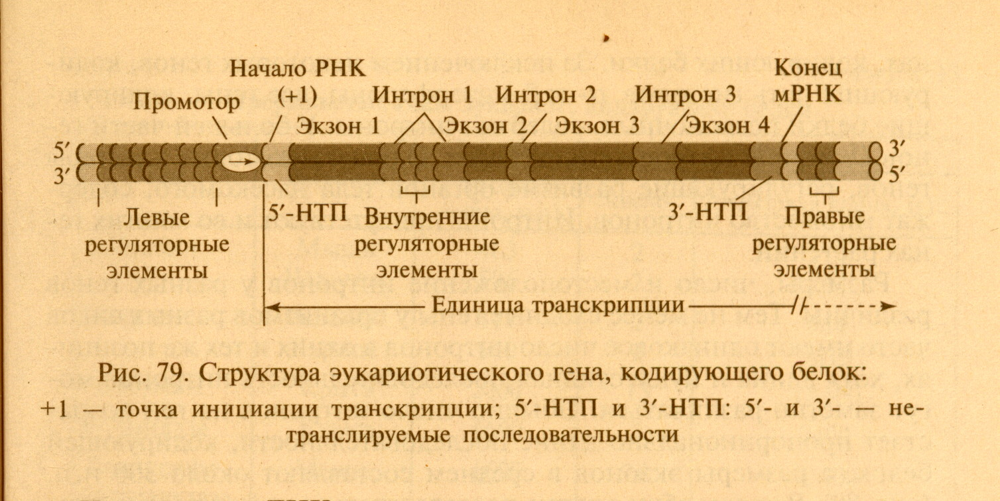 Начало РНК
(+1)
Промотор
Интрон 1
Интрон 2
Интрон 3
Конец
мРНК
Экзон 1
Экзон 2
Экзон 3
Экзон 4
5′
3′
3′
5′
Левые
регуляторные
элементы
5′-НТП
Внутренние
регуляторные
элементы
3′-НТП
Правые
регуляторные
элементы
Единица транскрипции
Рис. 79. Структура эукариотического гена, кодирующего белок:
+1 — точка инициации транскрипции; 5′-НТП и 3′-НТП: 5′- и 3′- — не-
транслируемые последовательности